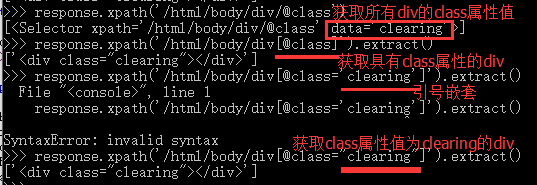 >>> response.xpath('/html/body/div/@class' 获取所有div的class属性值
[<Selector xpath='/html/body/div/@class' data='clearing'>]
>>> response.xpath('/html/body/div[@class]').extract()
['<div class="clearing"></div>'] 获取具有class属性的div
>>> response.xpath('/html/body/div[@class='clearing']').extract()
File "<console>", line 1 引号嵌套
response.xpath('/html/body/div[@class='clearing']').extract()
SyntaxError: invalid syntax 获取class属性值为clearing的div
>>> response.xpath('/html/body/div[@class="clearing"]').extract()
['<div class="clearing"></div>']